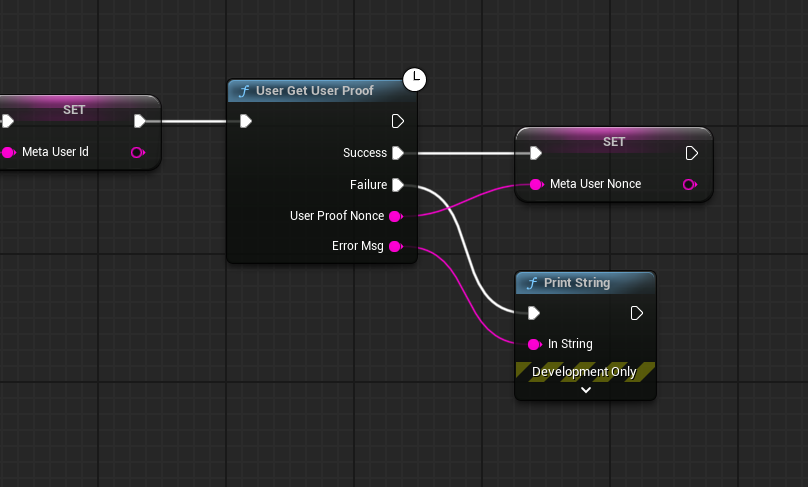 SET
Meta User Id
User Get User Proof
Success
Failure
User Proof Nonce
Error Msg
SET
Meta User Nonce
Print String
In String
Development Only